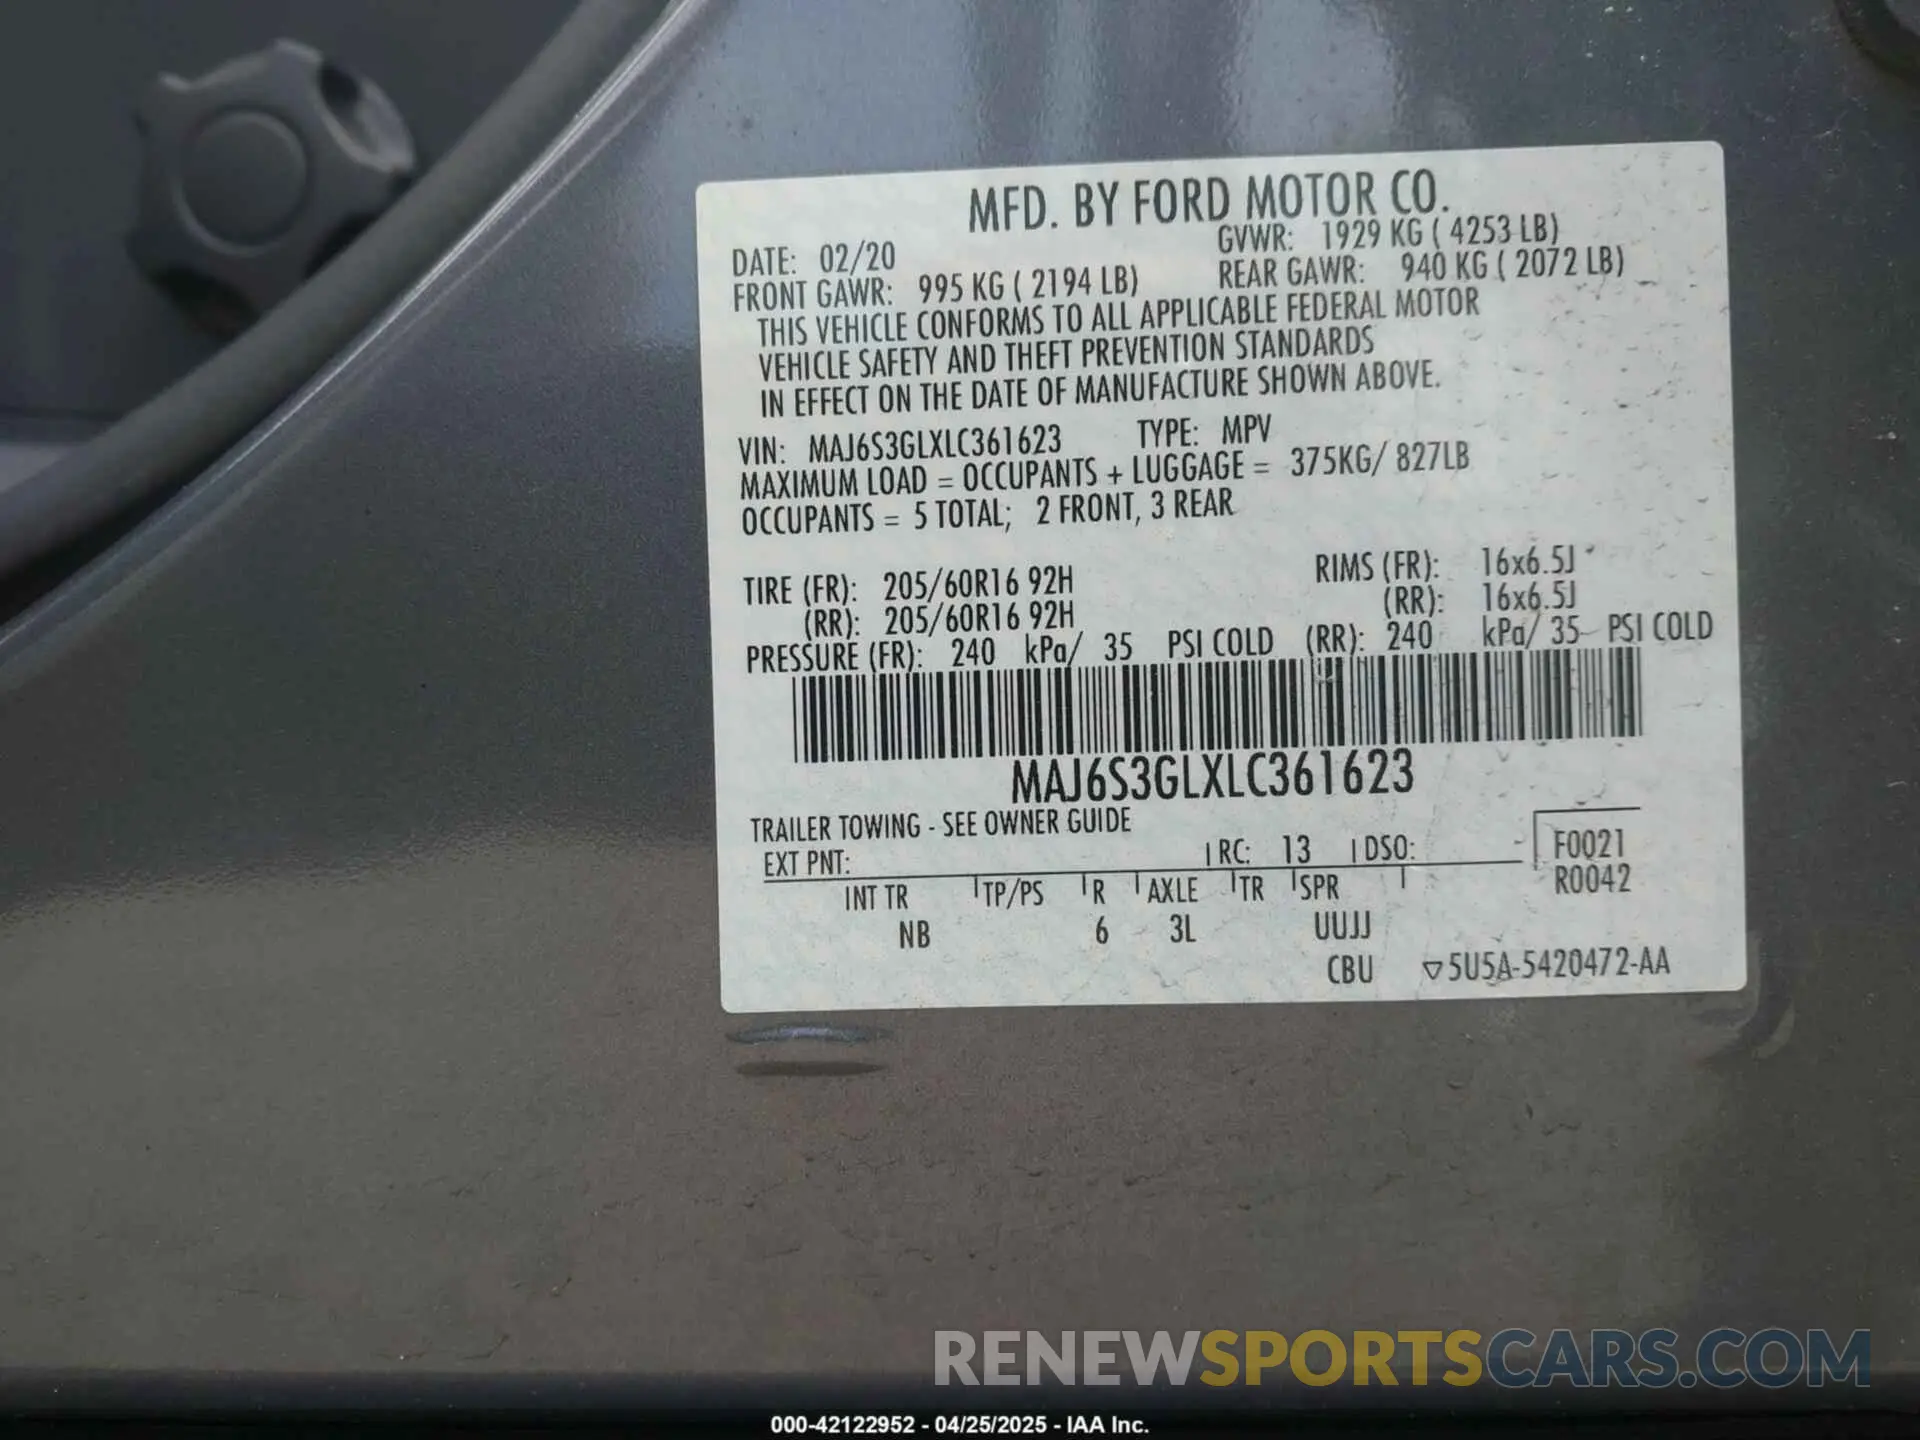 MFD. BY FORD MOTOR CO.
DATE: 02/20 GVWR: 1929 KG ( 4253 LB)
FRONT GAWR: 995 KG ( 2194 LB) REAR GAWR: 940 KG ( 2072 LB)
THIS VEHICLE CONFORMS TO ALL APPLICABLE FEDERAL MOTOR
VEHICLE SAFETY AND THEFT PREVENTION STANDARDS
IN EFFECT ON THE DATE OF MANUFACTURE SHOWN ABOVE.
VIN: MAJ6S3GLXLC361623 TYPE: MPV
MAXIMUM LOAD = OCCUPANTS + LUGGAGE = 375KG/ 827LB
OCCUPANTS = 5 TOTAL; 2 FRONT, 3 REAR
TIRE (FR): 205/60R16 92H RIMS (FR): 16x6.5J
(RR): 205/60R16 92H (RR): 16x6.5J
PRESSURE (FR): 240 kPa/ 35 PSI COLD (RR): 240 kPa/ 35 PSI COLD
MAJ6S3GLXLC361623
TRAILER TOWING - SEE OWNER GUIDE
EXT PNT: RC: 13 DSO: F0021
R0042
INT TR TP/PS R AXLE TR SPR
NB 6 3L UUJJ
CBU ▽5U5A-5420472-AA
RENEWSPORTSCARS.COM
000-42122952 - 04/25/2025 - IAA Inc.